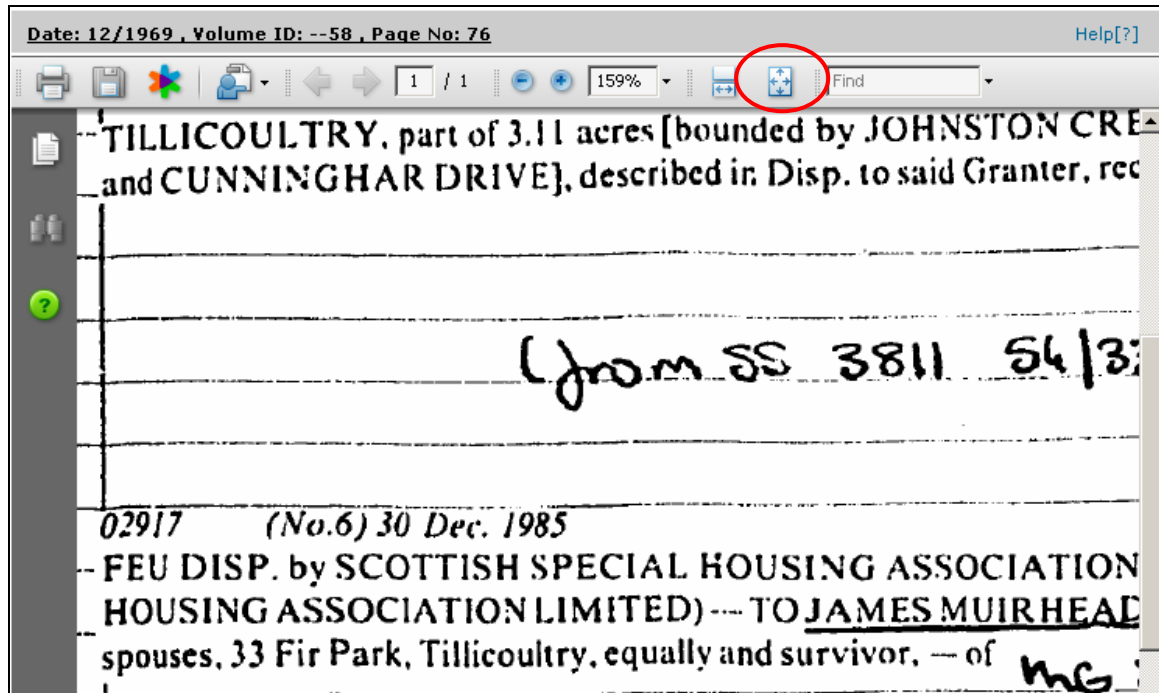 Date: 12/1969 , Volume ID: --58 , Page No: 76 Help[?]
1 / 1 159% Find
TILLICOULTRY, part of 3.11 acres [bounded by JOHNSTON CRE
and CUNNINGHAR DRIVE], described in Disp. to said Granter, rec
(from SS 3811 54/3
02917 (No.6) 30 Dec. 1985
FEU DISP. by SCOTTISH SPECIAL HOUSING ASSOCIATION
HOUSING ASSOCIATION LIMITED) --- TO JAMES MUIRHEAD
spouses, 33 Fir Park, Tillicoultry, equally and survivor, — of
MG